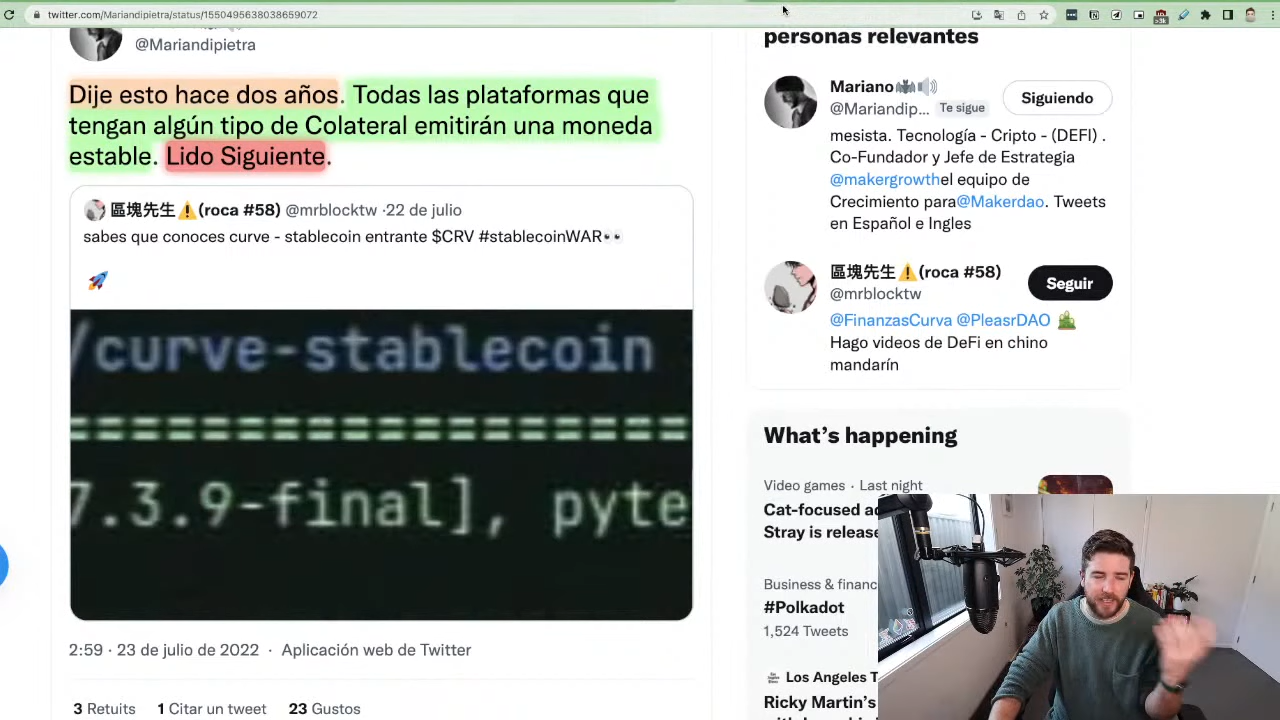 twitter.com/Mariandipietra/status/1550495638038659072
@Mariandipietra
Dije esto hace dos años. Todas las plataformas que
tengan algún tipo de Colateral emitirán una moneda
estable. Lido Siguiente.
區塊先生⚠️(roca #58) @mrblocktw ·22 de julio
sabes que conoces curve - stablecoin entrante $CRV #stablecoinWAR👀
🚀
/curve-stablecoin
====================
7.3.9-final], pyte
2:59 · 23 de julio de 2022 · Aplicación web de Twitter
3 Retuits 1 Citar un tweet 23 Gustos
personas relevantes
Mariano🦇🔊
@Mariandip... Te sigue
Siguiendo
mesista. Tecnología - Cripto - (DEFI) .
Co-Fundador y Jefe de Estrategia
@makergrowthel equipo de
Crecimiento para@Makerdao. Tweets
en Español e Ingles
區塊先生⚠️(roca #58)
@mrblocktw
Seguir
@FinanzasCurva @PleasrDAO
Hago videos de DeFi en chino
mandarín
What's happening
Video games · Last night
Cat-focused
Stray is release
Business & financ
#Polkadot
1,524 Tweets
Los Angeles T
Ricky Martin's